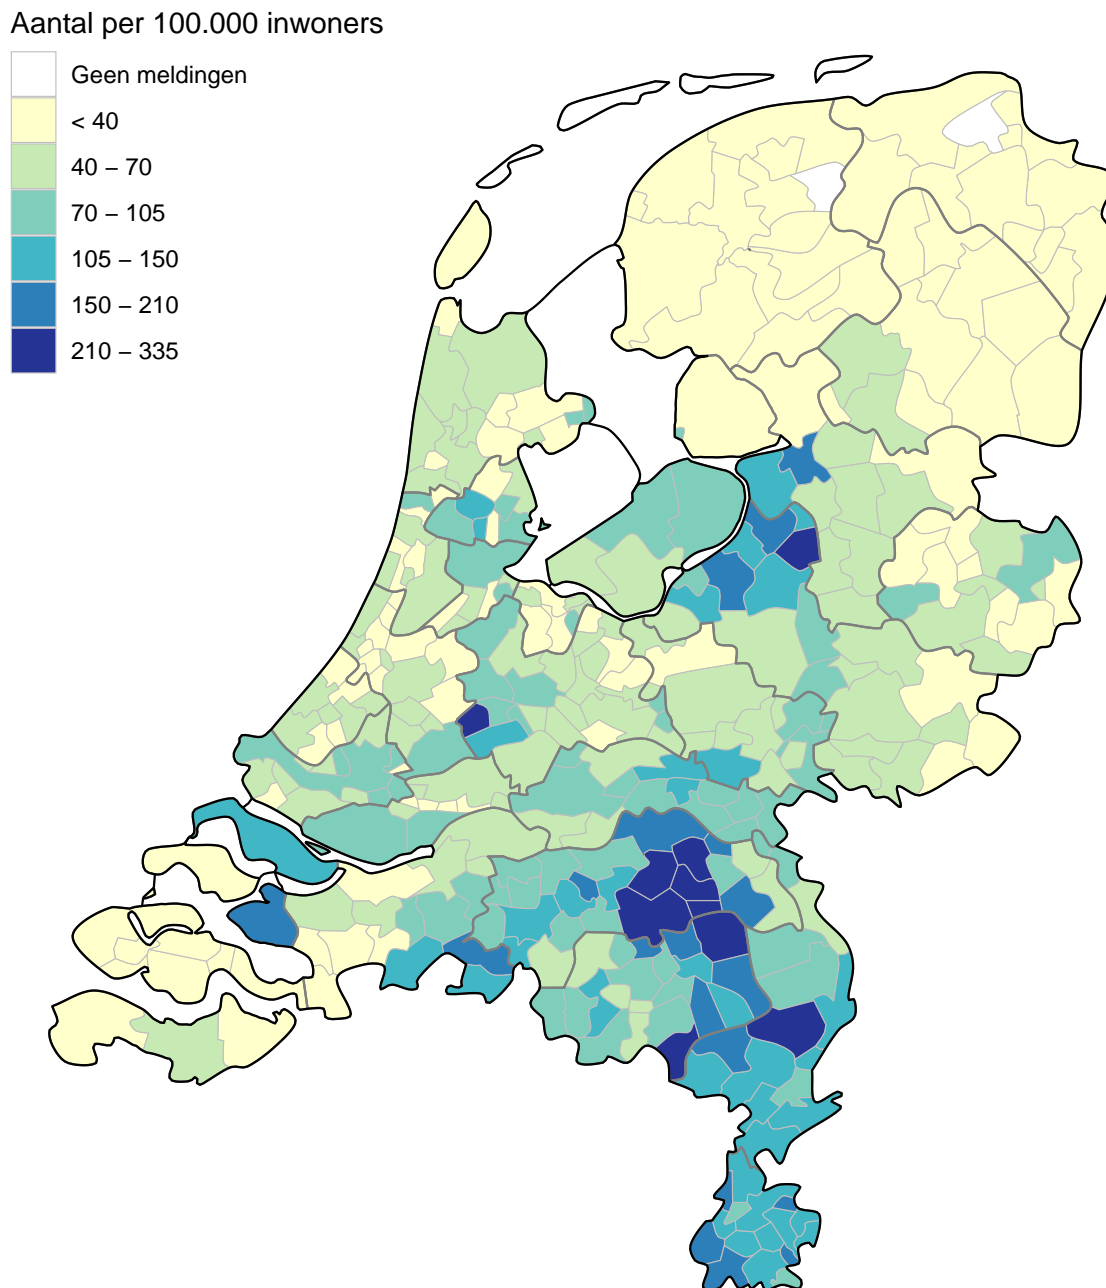 Aantal per 100.000 inwoners
Geen meldingen
< 40
40 – 70
70 – 105
105 – 150
150 – 210
210 – 335